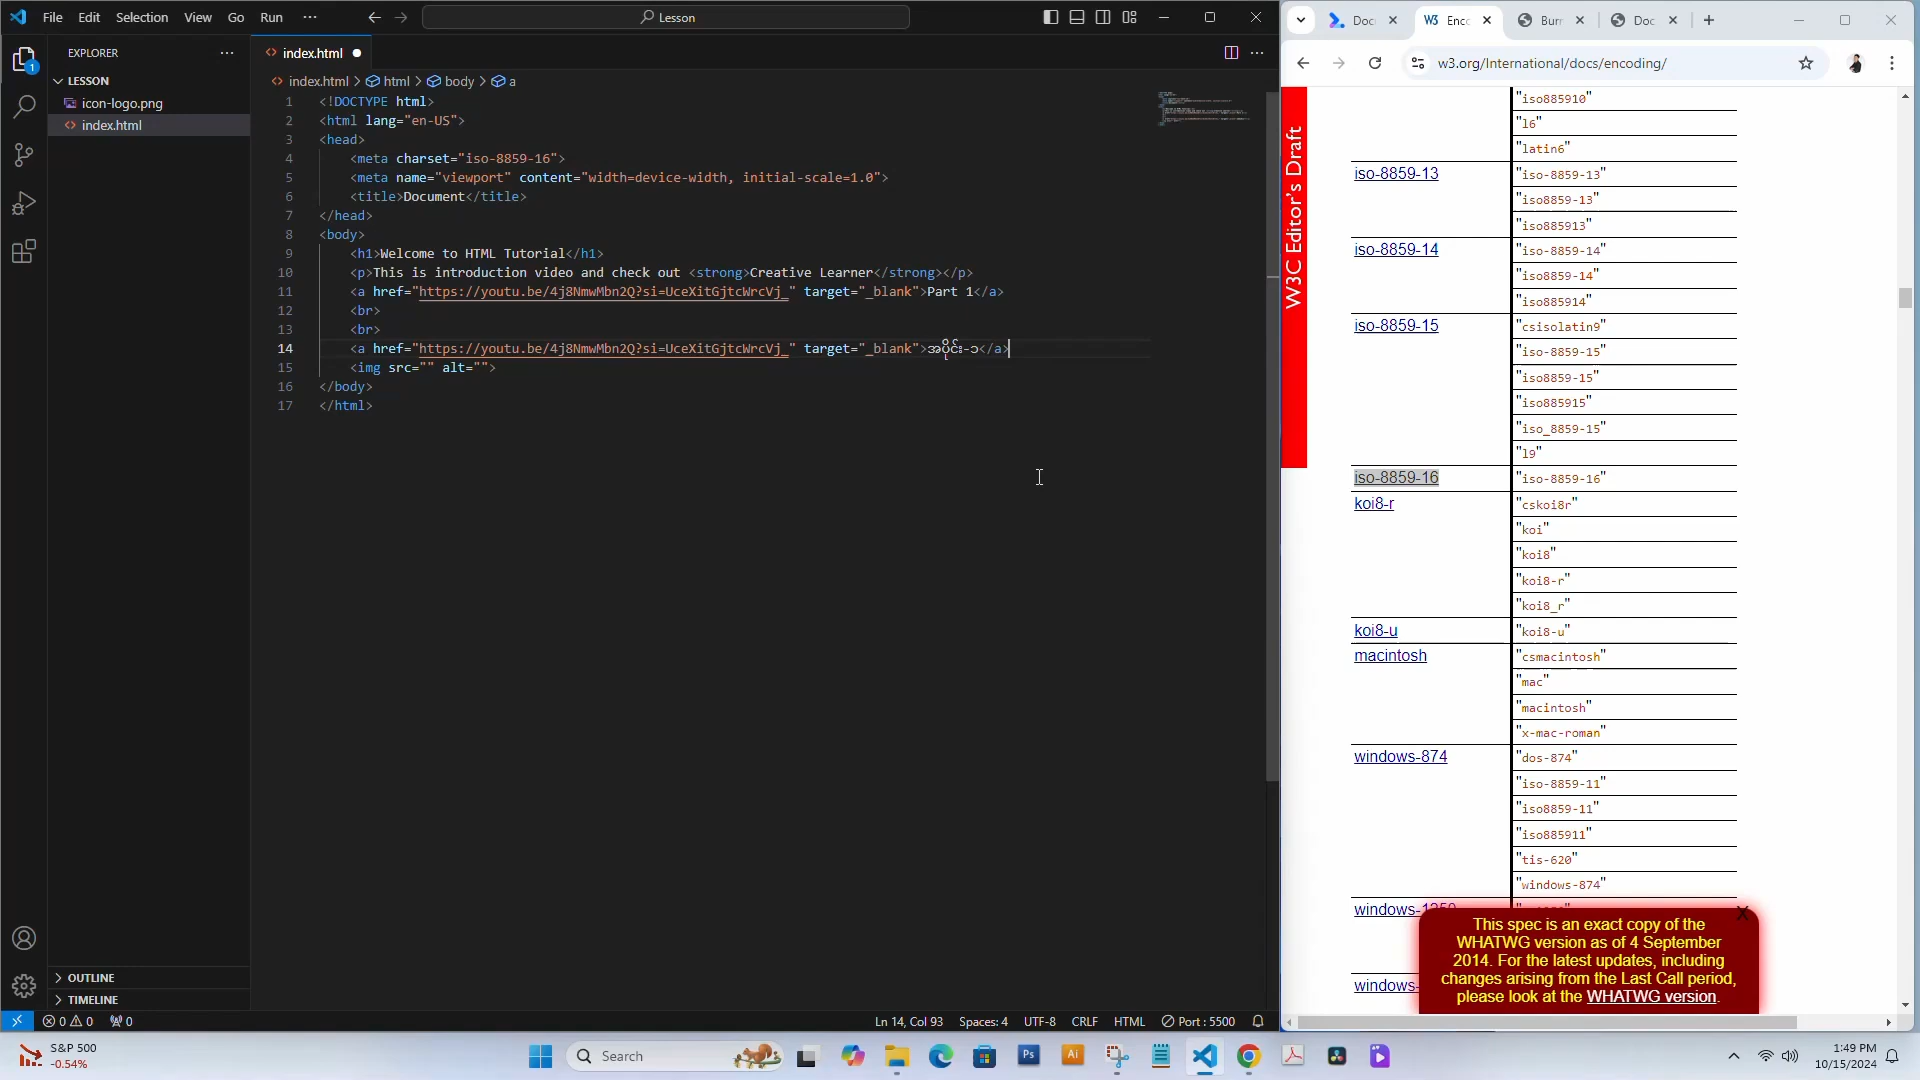 File Edit Selection View Go Run ··· Lesson
EXPLORER ···
LESSON
icon-logo.png
index.html
1
index.html
index.html > html > body > a
1 <!DOCTYPE html>
2 <html lang="en-US">
3 <head>
4 <meta charset="iso-8859-16">
5 <meta name="viewport" content="width=device-width, initial-scale=1.0">
6 <title>Document</title>
7 </head>
8 <body>
9 <h1>Welcome to HTML Tutorial</h1>
10 <p>This is introduction video and check out <strong>Creative Learner</strong></p>
11 <a href="https://youtu.be/4j8NmwMbn2Q?si=UceXitGjtcWrcVj_" target="_blank">Part 1</a>
12 <br>
13 <br>
14 <a href="https://youtu.be/4j8NmwMbn2Q?si=UceXitGjtcWrcVj_" target="_blank">အပိုင်း-၁</a>
15 <img src="" alt="">
16 </body>
17 </html>
OUTLINE
TIMELINE
0 0 0 Ln 14, Col 93 Spaces: 4 UTF-8 CRLF HTML Port : 5500
Doc W3 Enc Bur Doc
w3.org/International/docs/encoding/
W3C Editor's Draft
"iso885910"
"l6"
"latin6"
iso-8859-13 "iso-8859-13"
"iso8859-13"
"iso885913"
iso-8859-14 "iso-8859-14"
"iso8859-14"
"iso885914"
iso-8859-15 "csisolatin9"
"iso-8859-15"
"iso8859-15"
"iso885915"
"iso_8859-15"
"l9"
iso-8859-16 "iso-8859-16"
koi8-r "cskoi8r"
"koi"
"koi8"
"koi8-r"
"koi8_r"
koi8-u "koi8-u"
macintosh "csmacintosh"
"mac"
"macintosh"
"x-mac-roman"
windows-874 "dos-874"
"iso-8859-11"
"iso8859-11"
"iso885911"
"tis-620"
"windows-874"
windows-1250
windows-
X
This spec is an exact copy of the
WHATWG version as of 4 September
2014. For the latest updates, including
changes arising from the Last Call period,
please look at the WHATWG version.
S&P 500
-0.54%
Search
Ps
Ai
1:49 PM
10/15/2024